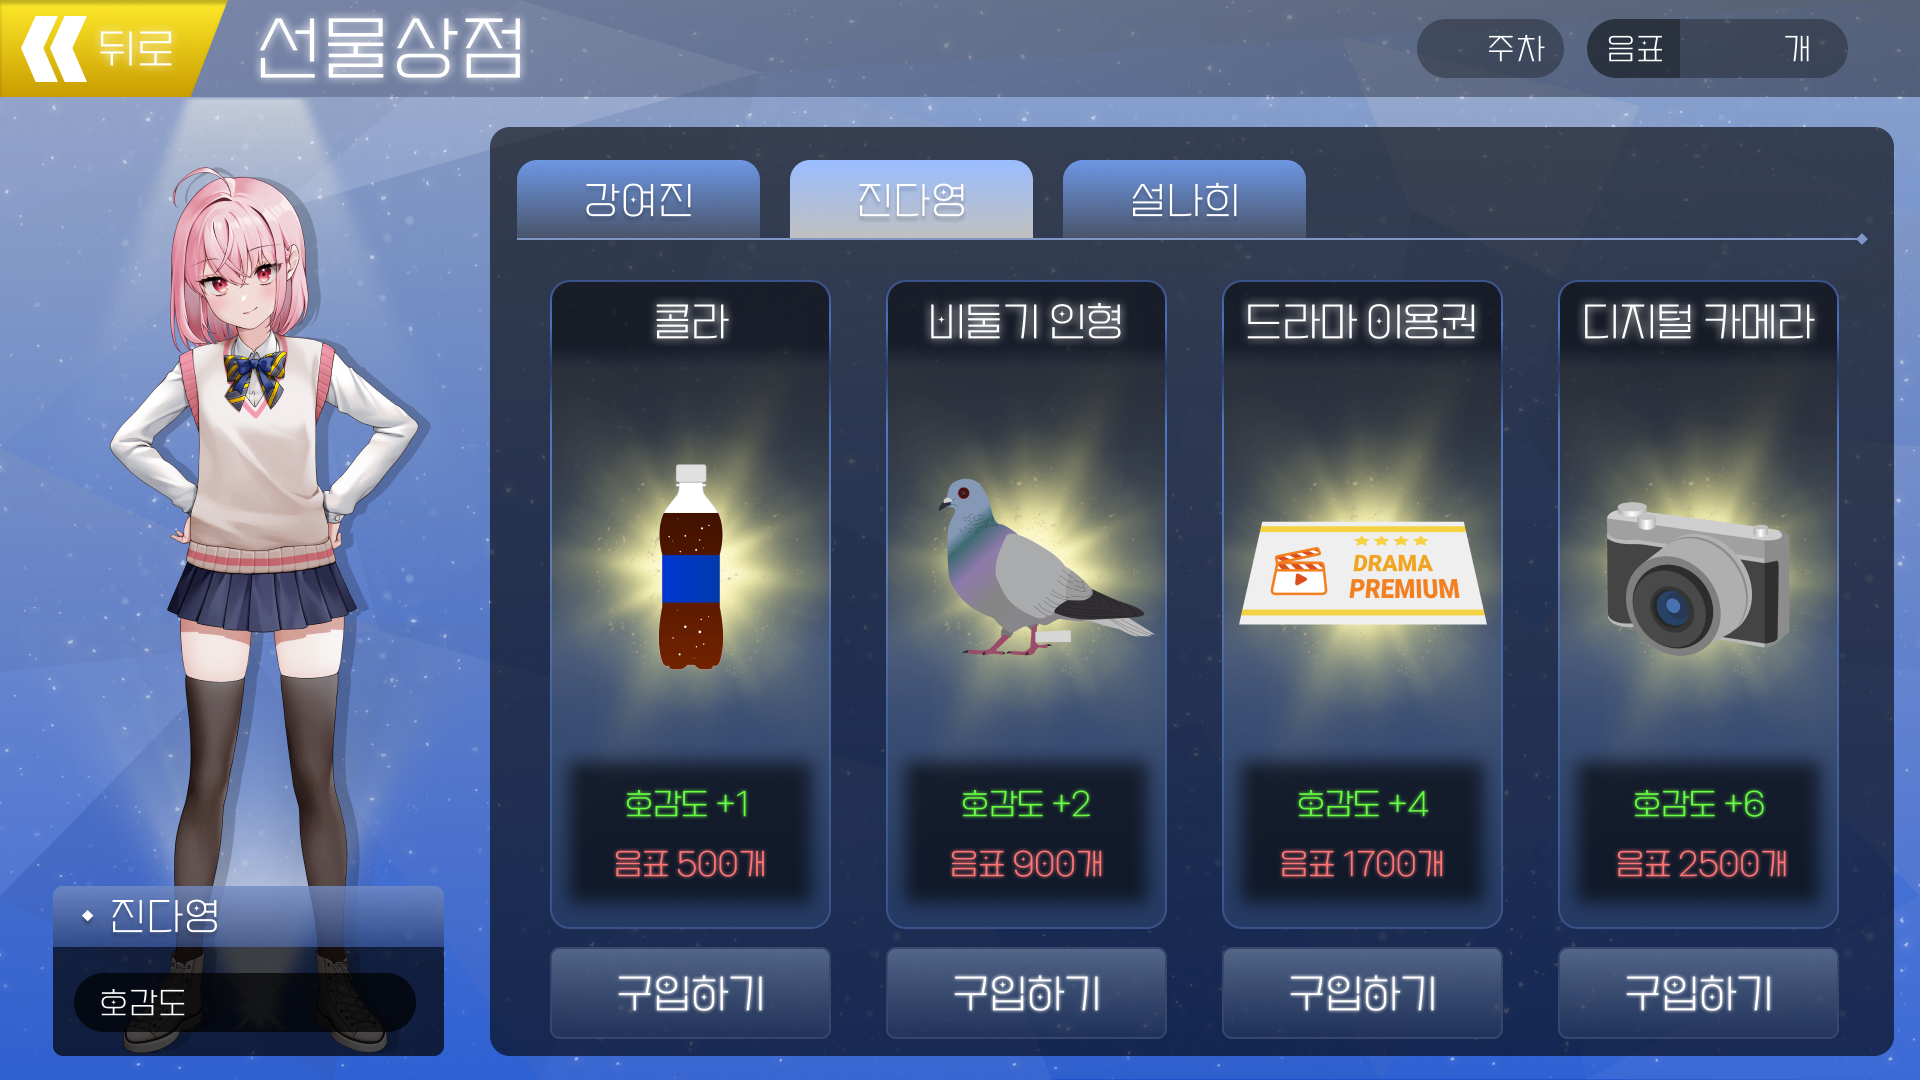 뒤로
선물상점
주차
음표 개
강여진
진다영
설나희
콜라
비둘기 인형
드라마 이용권
디지털 카메라
DRAMA
PREMIUM
호감도 +1
호감도 +2
호감도 +4
호감도 +6
음표 500개
음표 900개
음표 1700개
음표 2500개
진다영
호감도
구입하기
구입하기
구입하기
구입하기